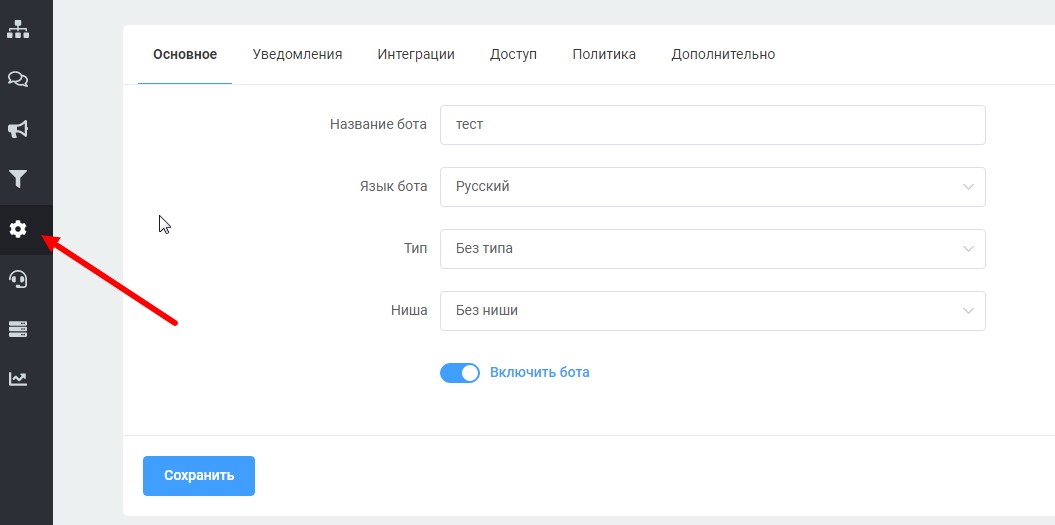 Основное Уведомления Интеграции Доступ Политика Дополнительно
Название бота тест
Язык бота Русский
Тип Без типа
Ниша Без ниши
Включить бота
Сохранить